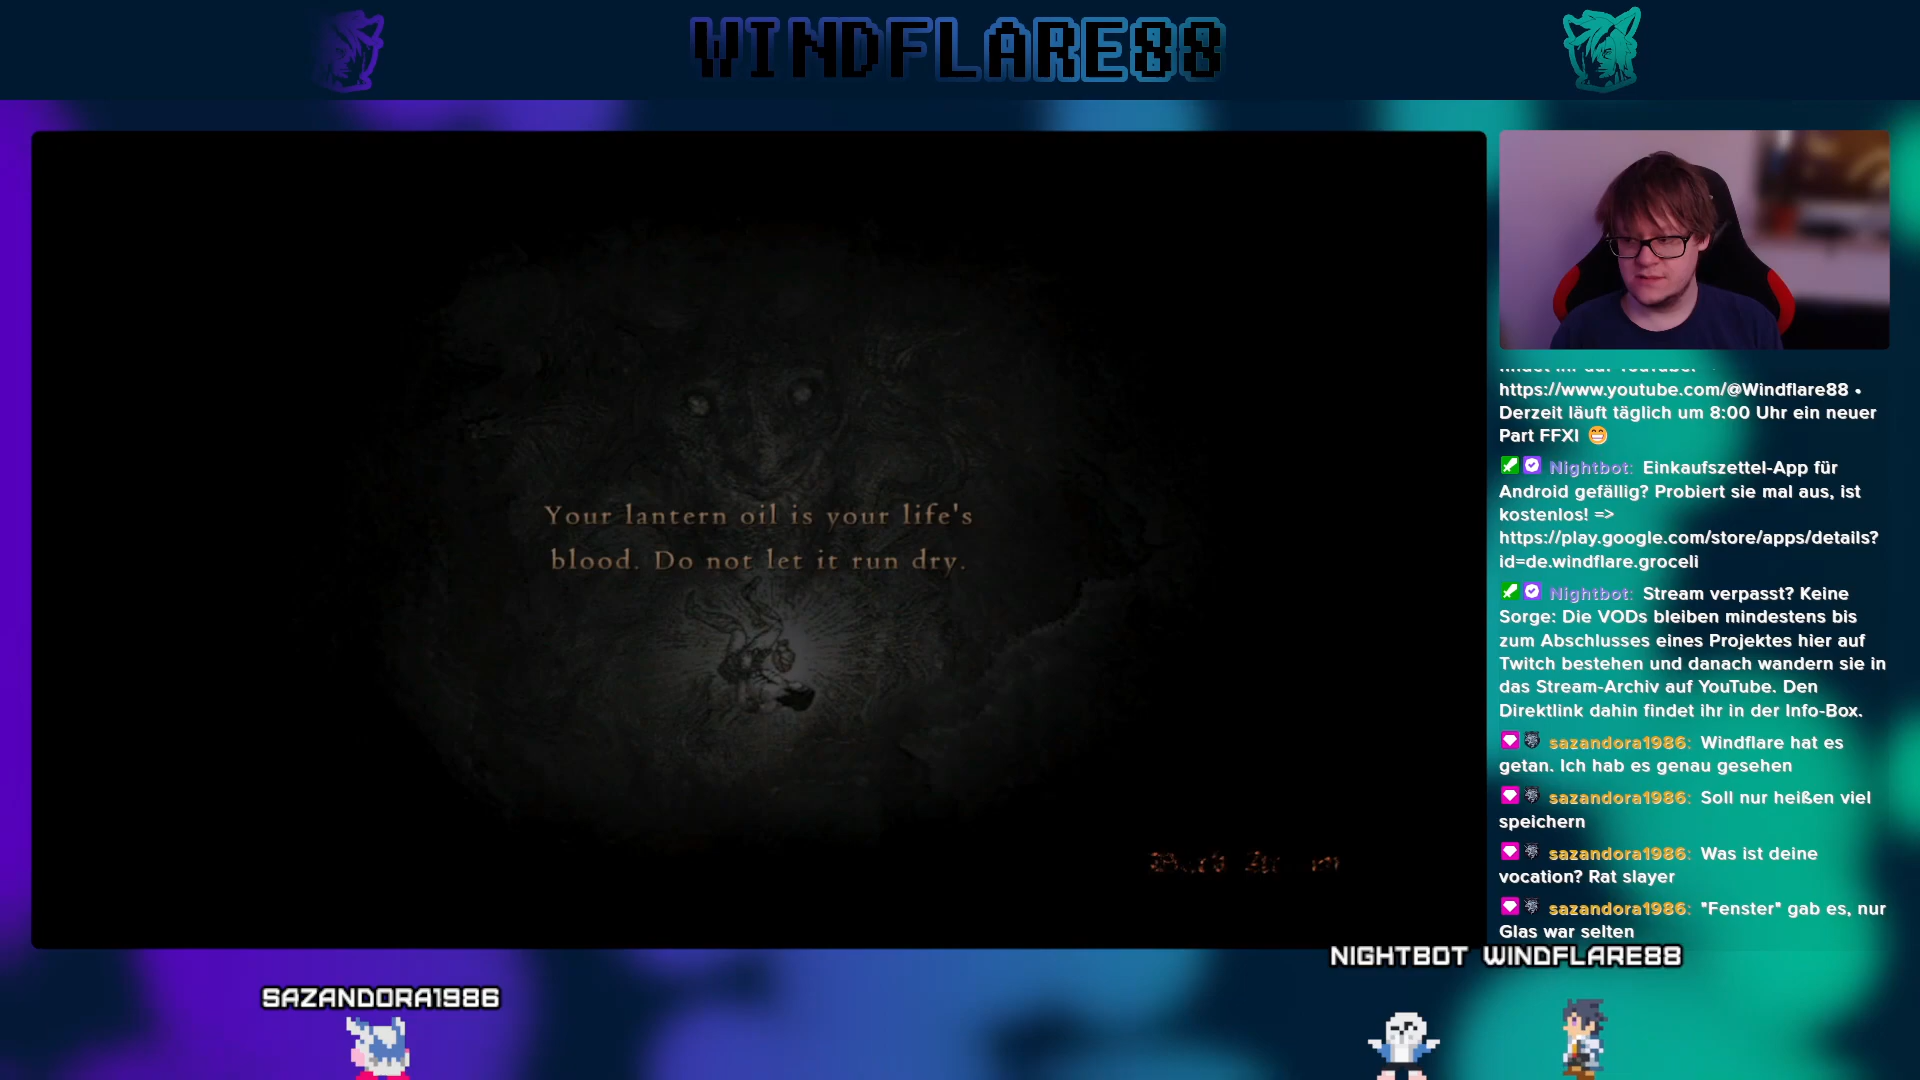 WINDFLARE88
Your lantern oil is your life's
blood. Do not let it run dry.
https://www.youtube.com/@Windflare88 •
Derzeit läuft täglich um 8:00 Uhr ein neuer
Part FFXI 😁
Nightbot: Einkaufszettel-App für
Android gefällig? Probiert sie mal aus, ist
kostenlos! =>
https://play.google.com/store/apps/details?
id=de.windflare.groceli
Nightbot: Stream verpasst? Keine
Sorge: Die VODs bleiben mindestens bis
zum Abschlusses eines Projektes hier auf
Twitch bestehen und danach wandern sie in
das Stream-Archiv auf YouTube. Den
Direktlink dahin findet ihr in der Info-Box.
sazandora1986: Windflare hat es
getan. Ich hab es genau gesehen
sazandora1986: Soll nur heißen viel
speichern
sazandora1986: Was ist deine
vocation? Rat slayer
sazandora1986: "Fenster" gab es, nur
Glas war selten
NIGHTBOT WINDFLARE88
SAZANDORA1986